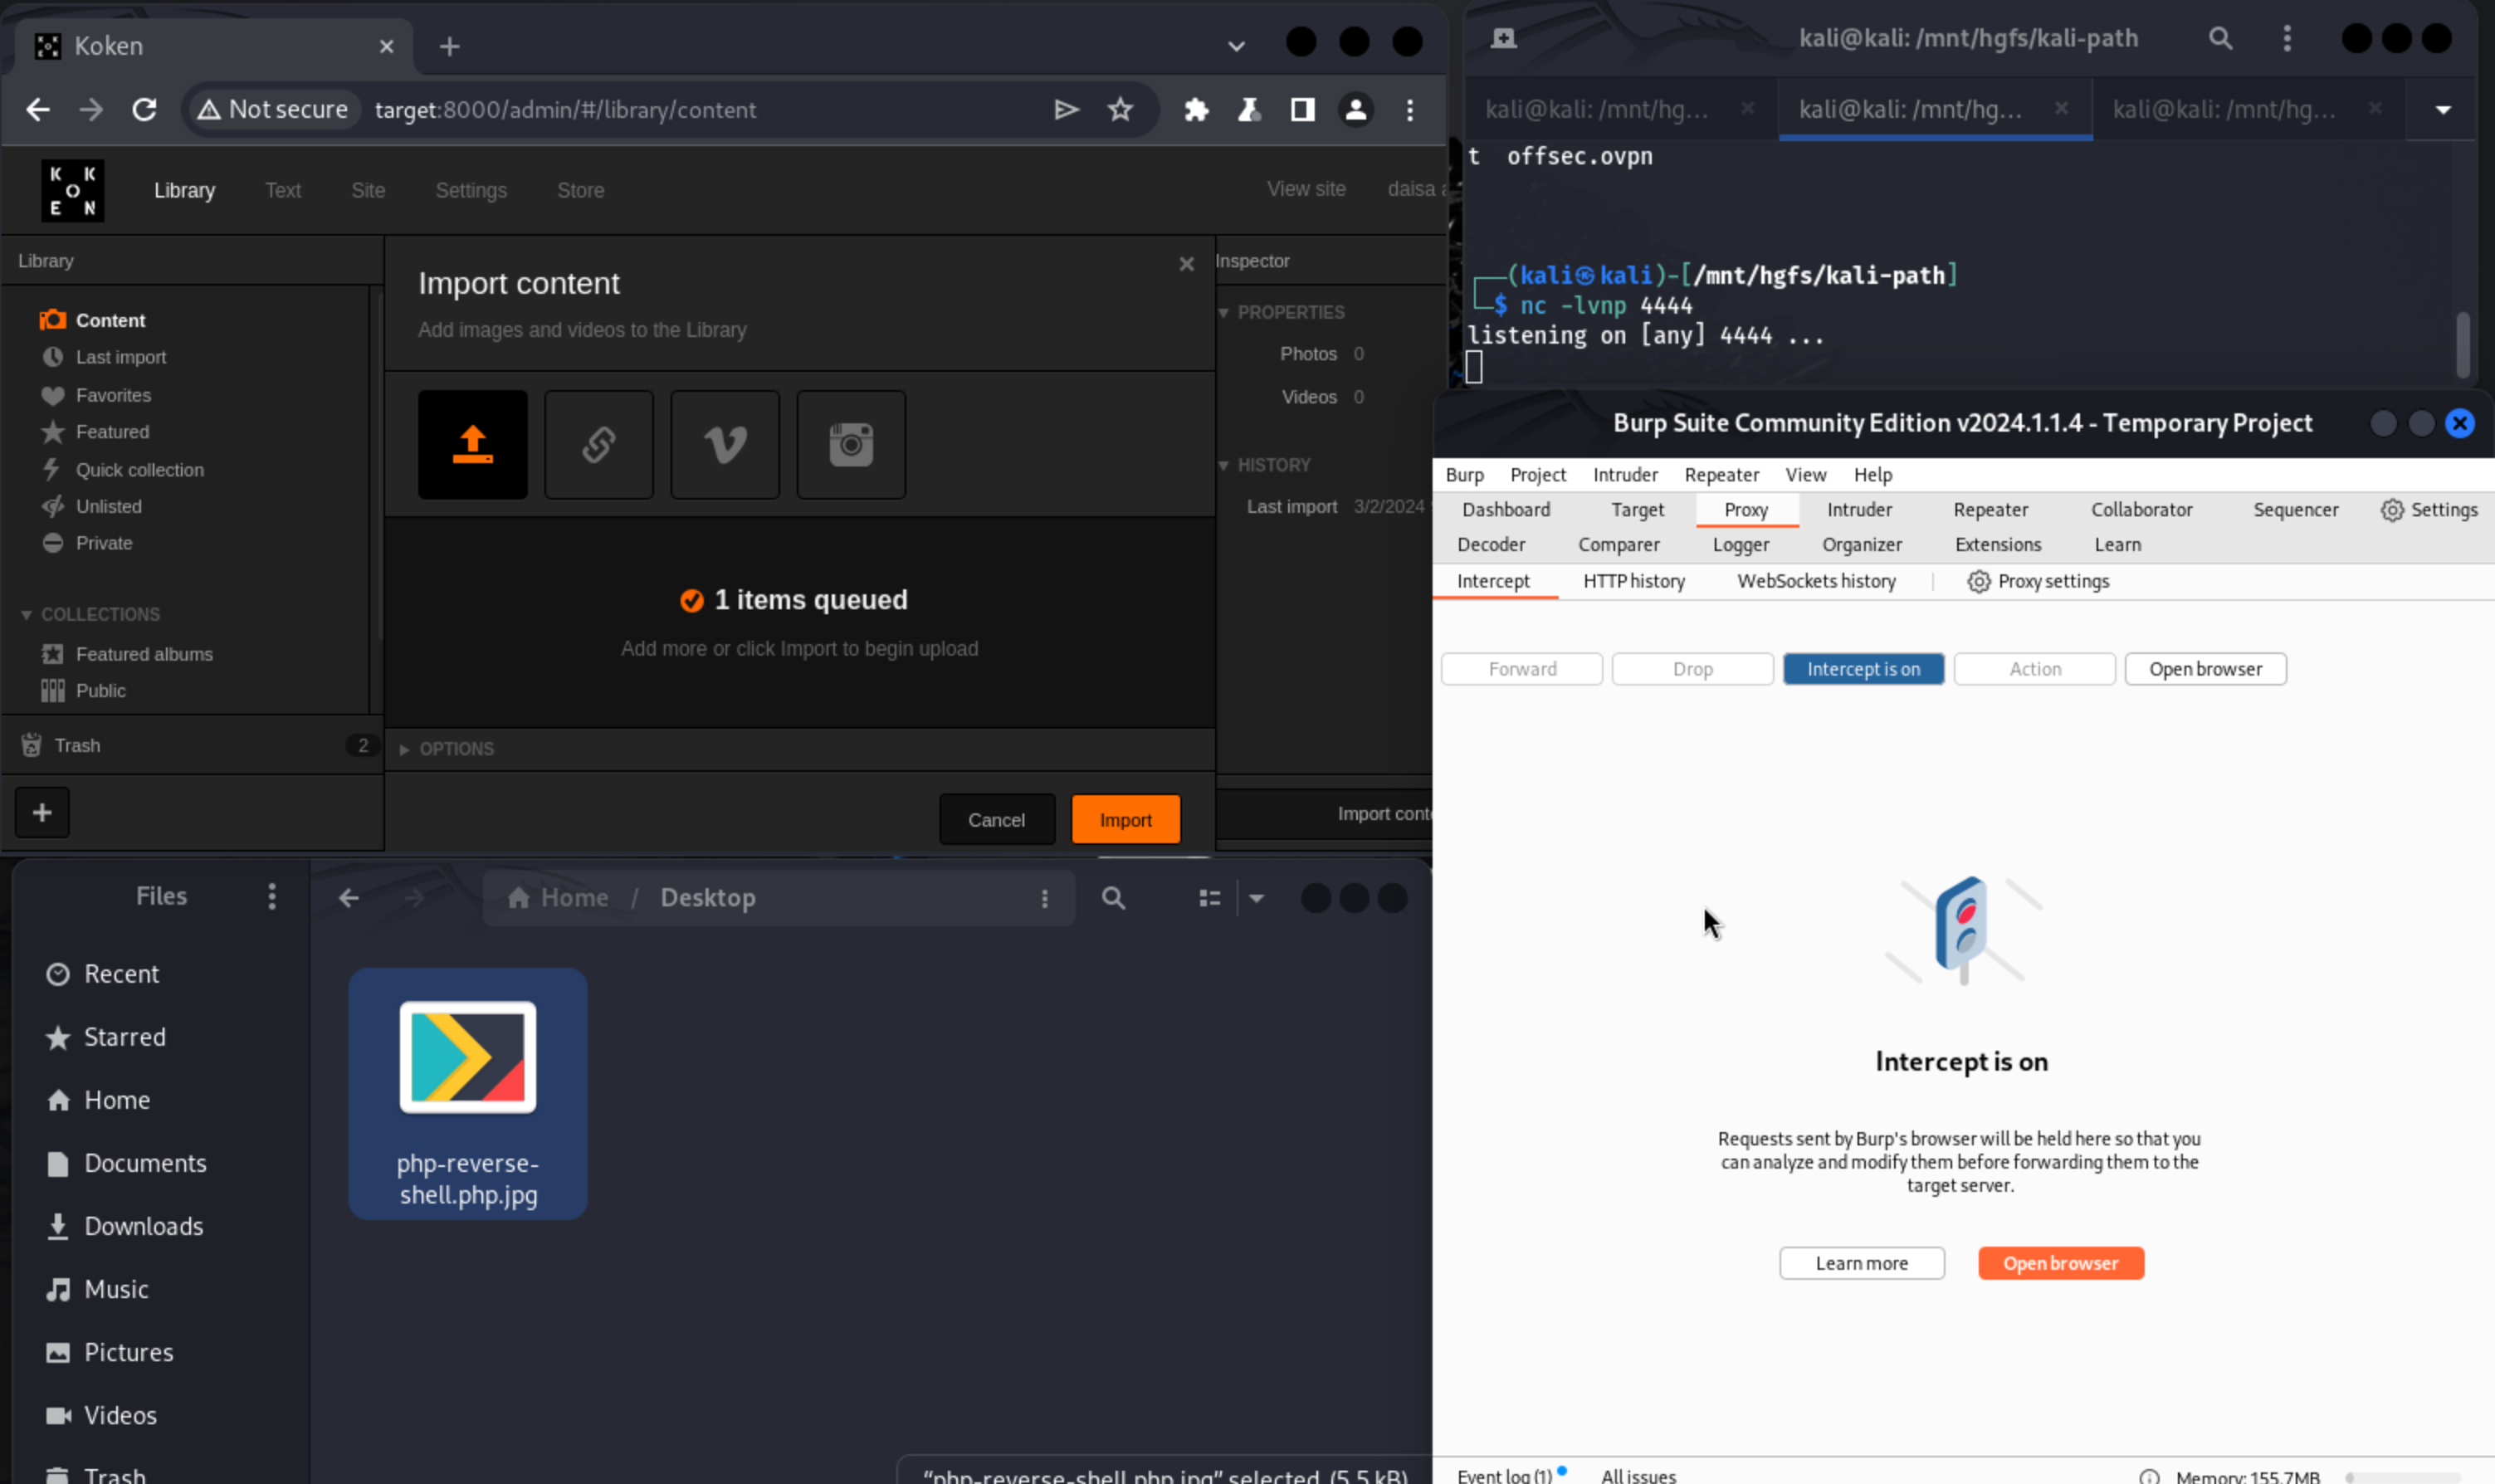 Koken
Not secure
target:8000/admin/#/library/content
K K
O
E N
Library
Text
Site
Settings
Store
View site
daisa a
Library
Content
Last import
Favorites
Featured
Quick collection
Unlisted
Private
COLLECTIONS
Featured albums
Public
Trash
2
Import content
Add images and videos to the Library
1 items queued
Add more or click Import to begin upload
OPTIONS
Cancel
Import
Inspector
PROPERTIES
Photos 0
Videos 0
HISTORY
Last import 3/2/2024
Import conte
kali@kali: /mnt/hgfs/kali-path
kali@kali: /mnt/hg...
kali@kali: /mnt/hg...
kali@kali: /mnt/hg...
t offsec.ovpn
(kali㉿kali)-[/mnt/hgfs/kali-path]
$ nc -lvnp 4444
listening on [any] 4444 ...
Burp Suite Community Edition v2024.1.1.4 - Temporary Project
Burp Project Intruder Repeater View Help
Dashboard Target Proxy Intruder Repeater Collaborator Sequencer Settings
Decoder Comparer Logger Organizer Extensions Learn
Intercept HTTP history WebSockets history Proxy settings
Forward Drop Intercept is on Action Open browser
Intercept is on
Requests sent by Burp's browser will be held here so that you
can analyze and modify them before forwarding them to the
target server.
Learn more Open browser
Event log (1) All issues Memory: 155.7MB
Files
Home / Desktop
Recent
Starred
Home
Documents
Downloads
Music
Pictures
Videos
Trash
php-reverse-
shell.php.jpg
“php-reverse-shell.php.jpg” selected (5.5 kB)